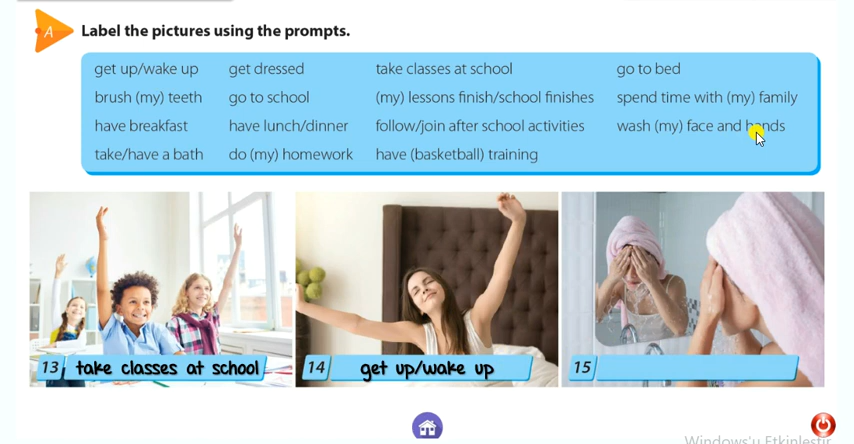 A Label the pictures using the prompts.
get up/wake up get dressed take classes at school go to bed
brush (my) teeth go to school (my) lessons finish/school finishes spend time with (my) family
have breakfast have lunch/dinner follow/join after school activities wash (my) face and hands
take/have a bath do (my) homework have (basketball) training
13 take classes at school 14 get up/wake up 15
Windows'u Etkinleştir